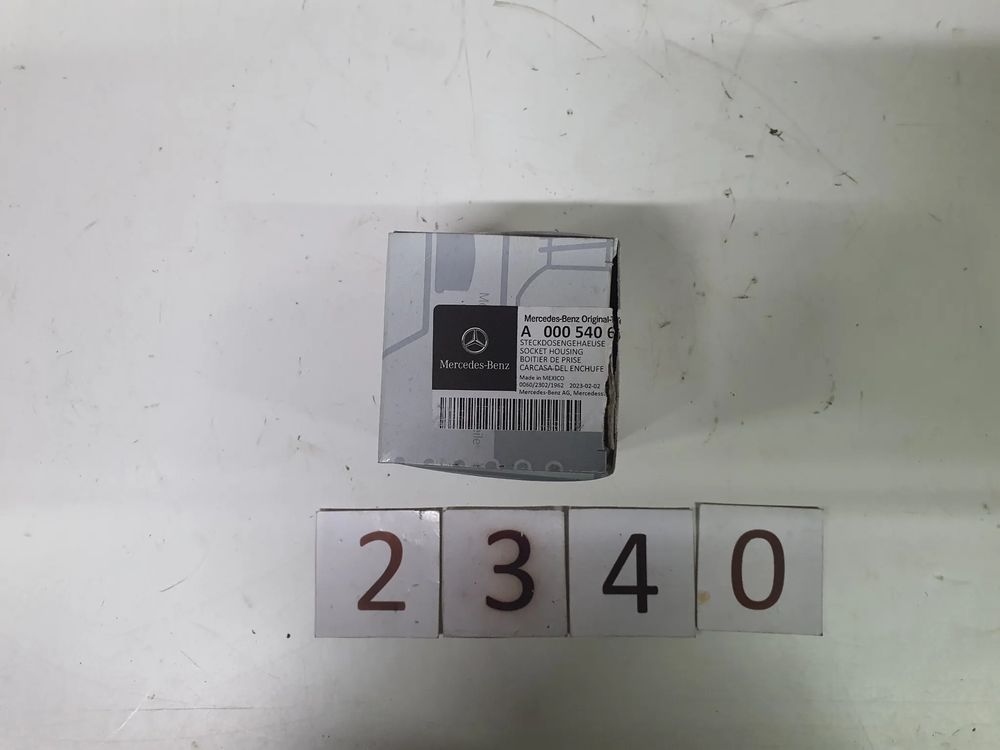 Mercedes-Benz Original-
A 000 540 6
STECKDOSENGEHAEUSE
SOCKET HOUSING
BOITIER DE PRISE
CARCASA DEL ENCHUFE
Made in MEXICO
0060/2302/1962 2023-02-02
Mercedes-Benz AG,
Mercedes-Benz
2 3 4 0